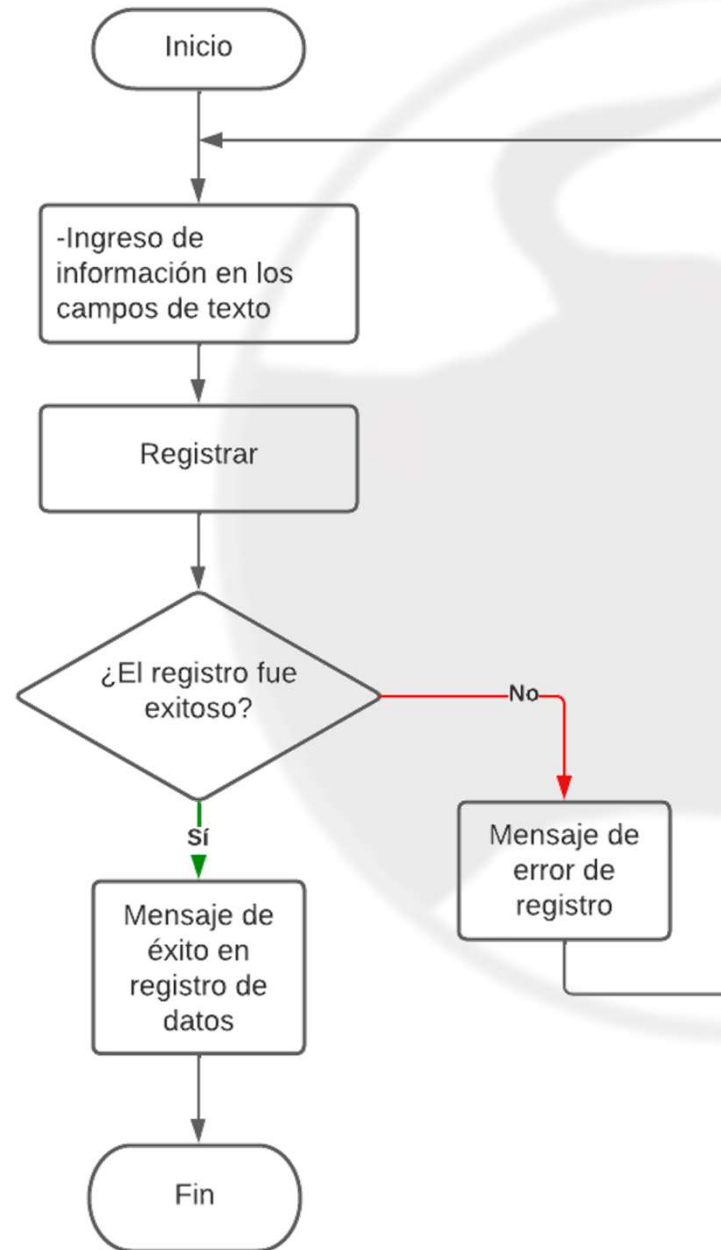 Inicio
-Ingreso de
información en los
campos de texto
Registrar
¿El registro fue
exitoso?
No
Sí
Mensaje de
error de
registro
Mensaje de
éxito en
registro de
datos
Fin